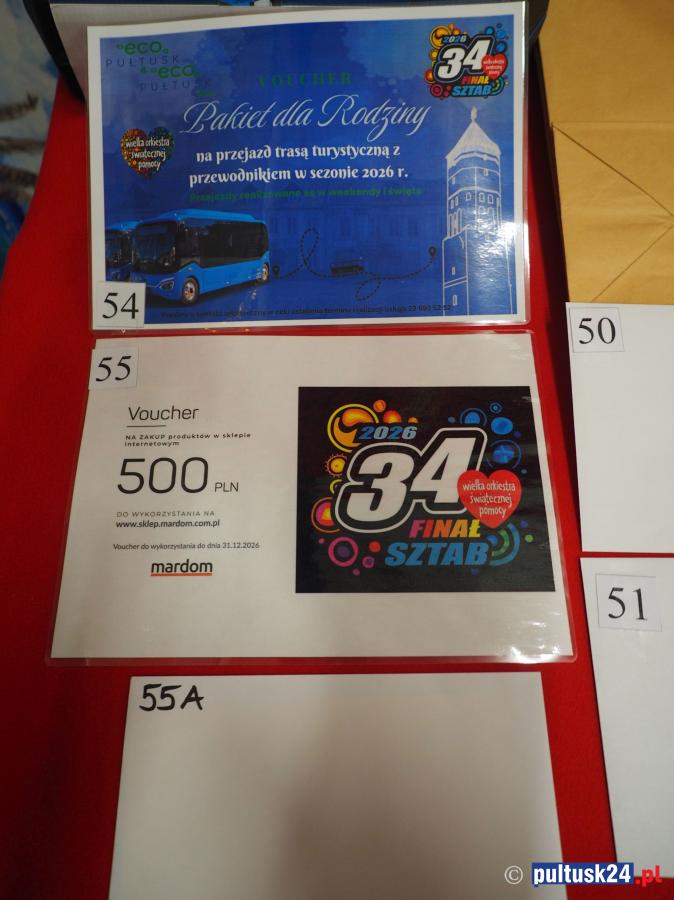 eco
PUŁTUSK
eco
PUŁTUSK
VOUCHER
Pakiet dla Rodziny
2026
34
wielka orkiestra
świątecznej
pomocy
FINAŁ
SZTAB
wielka orkiestra
świątecznej
pomocy
na przejazd trasą turystyczną z
przewodnikiem w sezonie 2026 r.
Przejazdy realizowane są w weekendy i święta
54
55
Voucher
NA ZAKUP produktów w sklepie
internetowym
500 PLN
DO WYKORZYSTANIA NA
www.sklep.mardom.com.pl
Voucher do wykorzystania do dnia 31.12.2026
mardom
2026
34
wielka orkiestra
świątecznej
pomocy
FINAŁ
SZTAB
50
51
55A
© pultusk24.pl